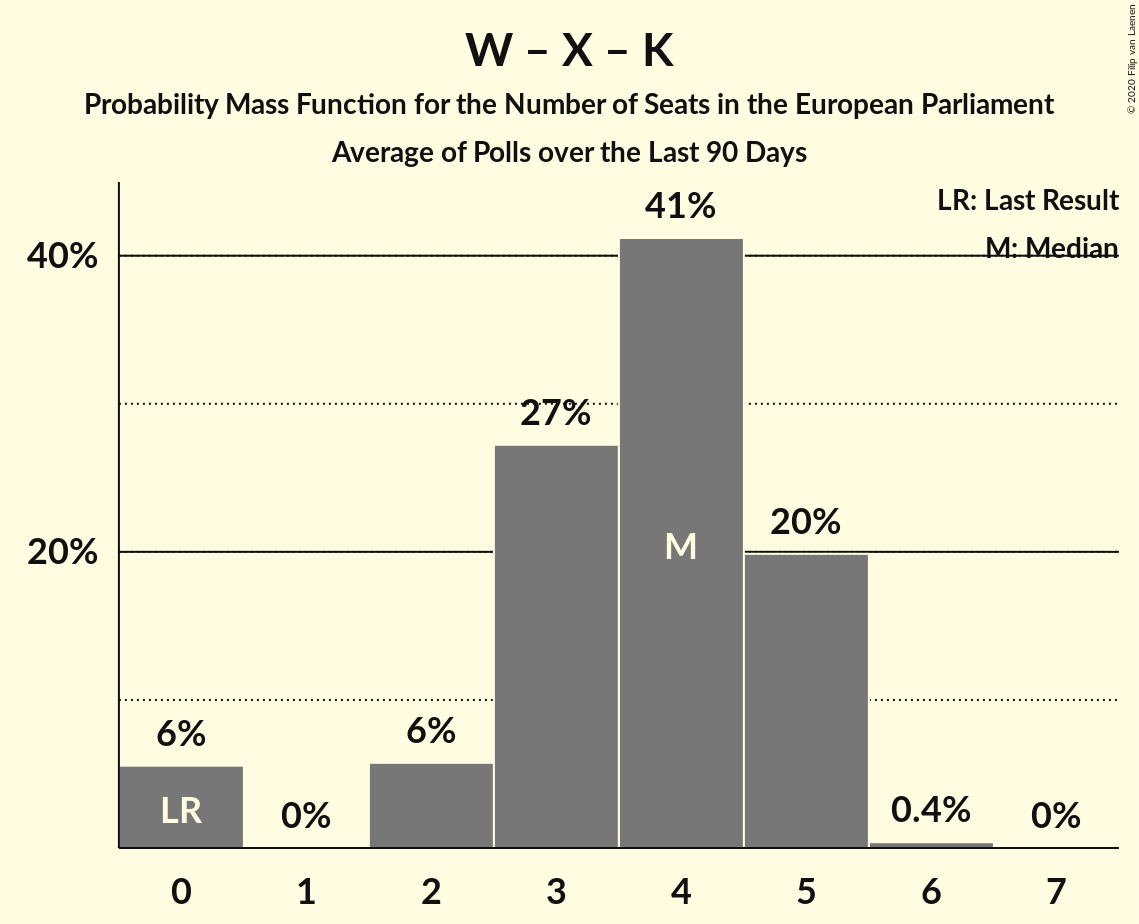 W – X – K
Probability Mass Function for the Number of Seats in the European Parliament
Average of Polls over the Last 90 Days
© 2020 Filip van Laenen
LR: Last Result
M: Median
40%
20%
6%
0%
6%
27%
41%
20%
0.4%
0%
LR
M
0 1 2 3 4 5 6 7